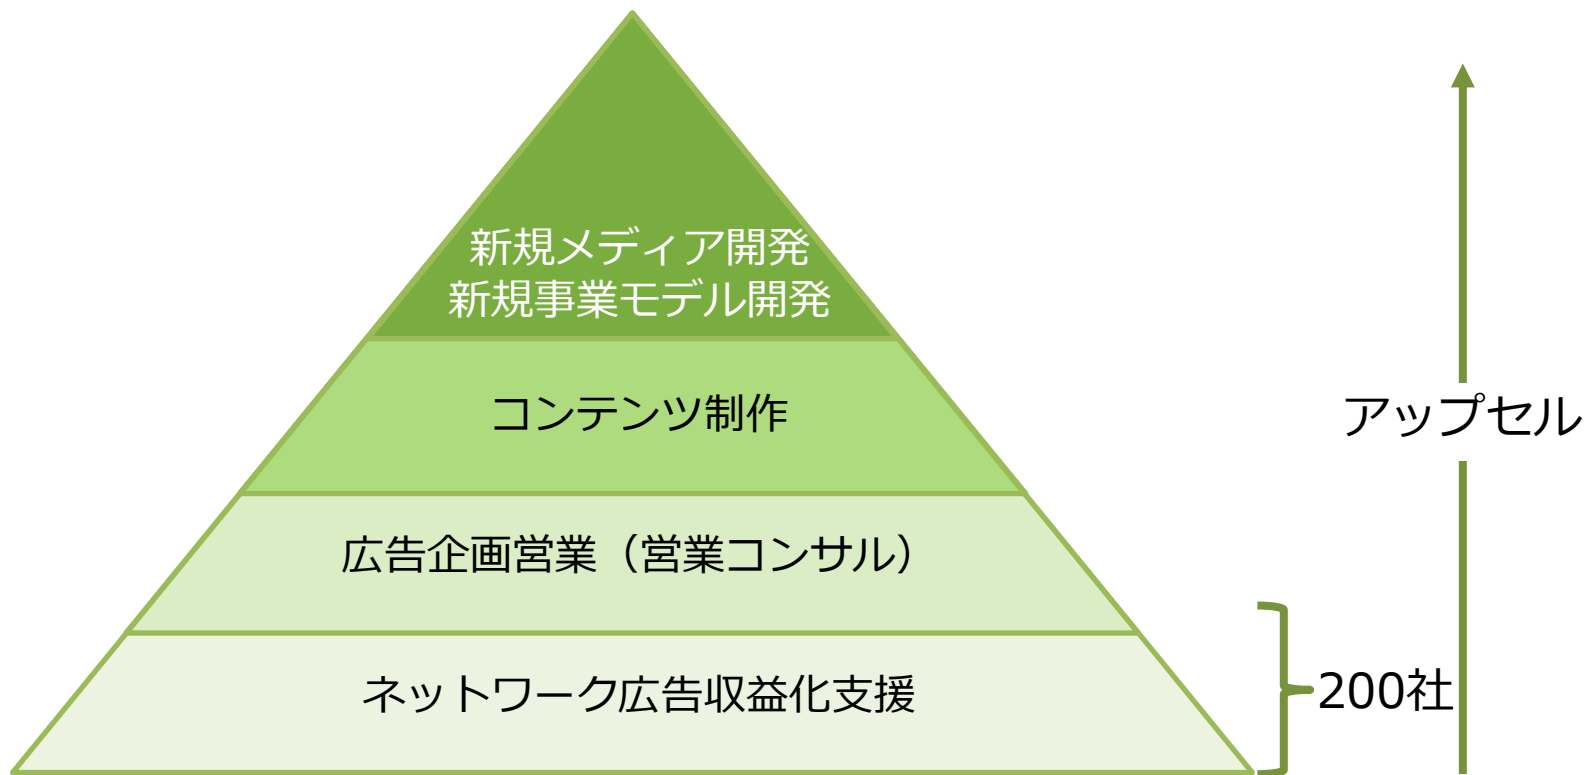 新規メディア開発
新規事業モデル開発
コンテンツ制作
アップセル
広告企画営業（営業コンサル）
ネットワーク広告収益化支援
200社